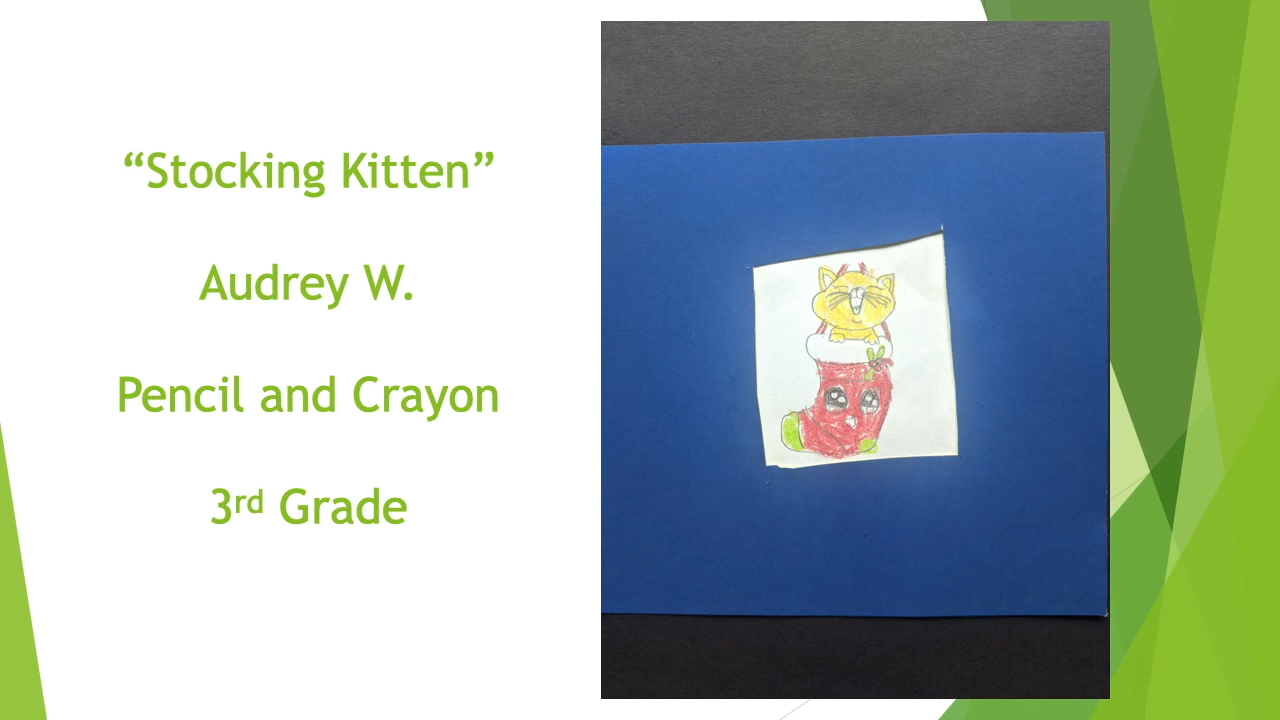 “Stocking Kitten”
Audrey W.
Pencil and Crayon
3rd Grade